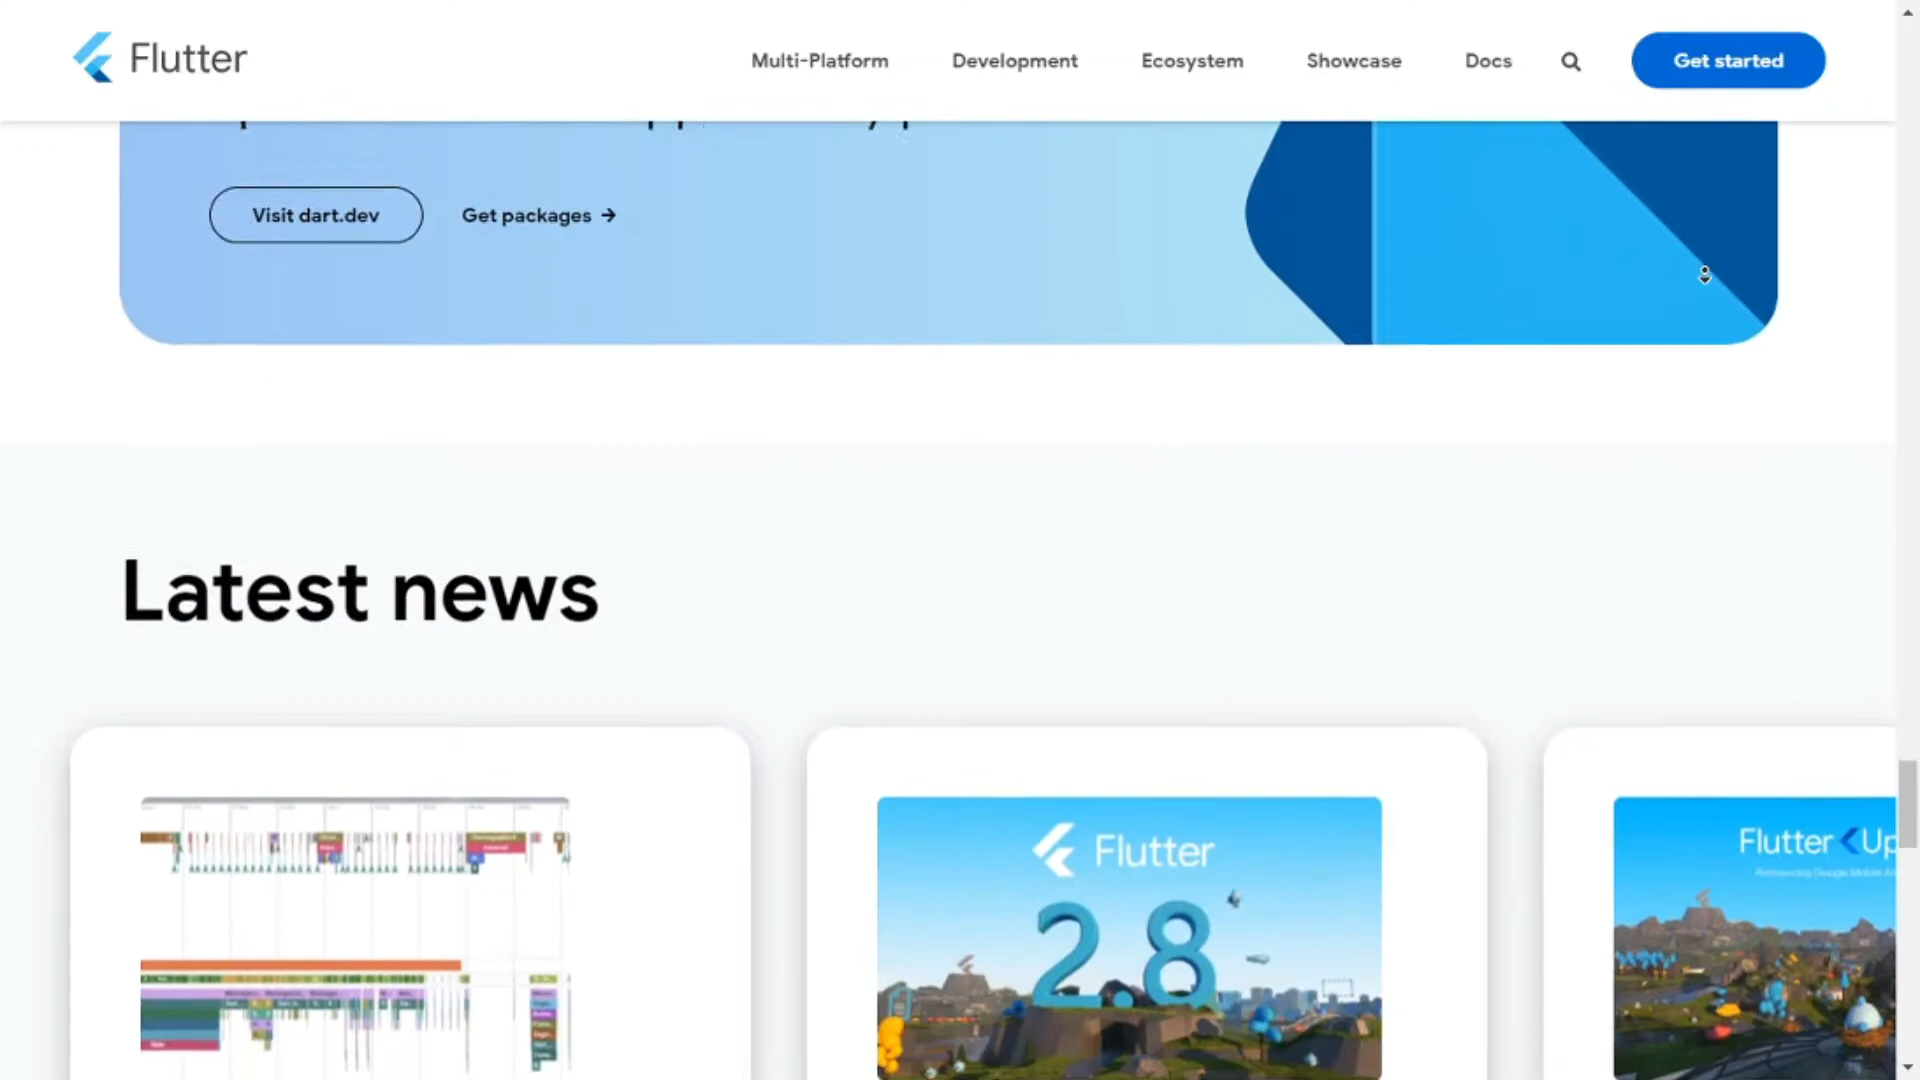 Flutter
Multi-Platform
Development
Ecosystem
Showcase
Docs
Get started
Visit dart.dev
Get packages →
Latest news
Flutter
2.8
Flutter Up